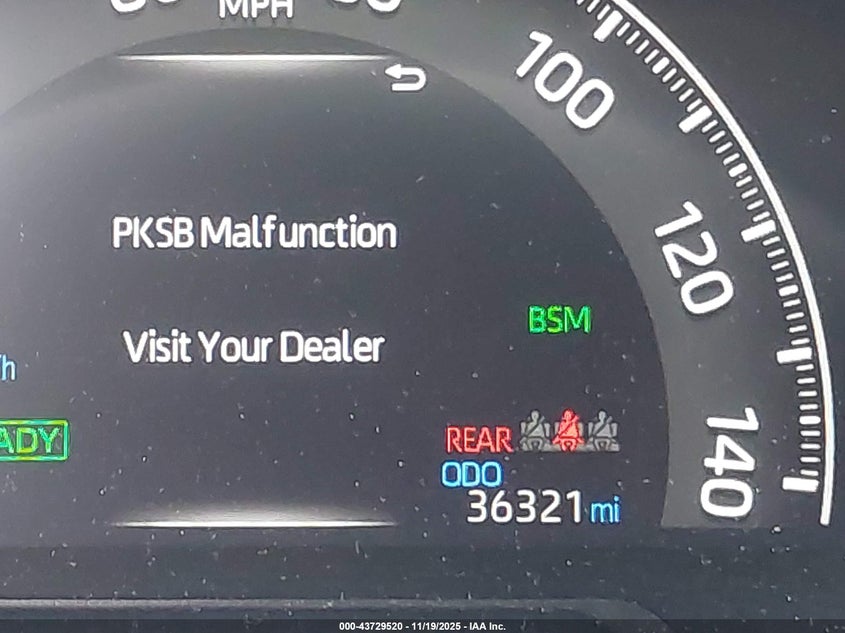 MPH
100
PKSB Malfunction
120
BSM
Visit Your Dealer
REAR
140
ODO
36321 mi
000-43729520 - 11/19/2025 - IAA Inc.